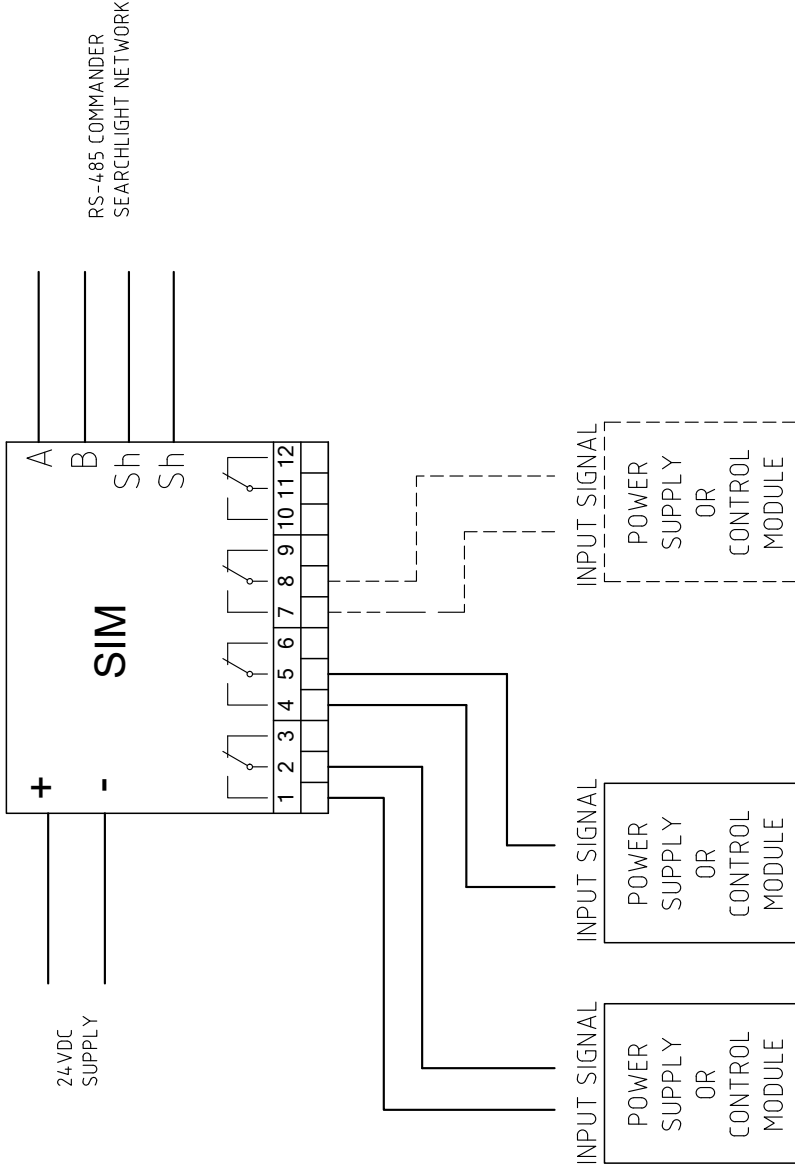 RS-485 COMMANDER
SEARCHLIGHT NETWORK
A
B
Sh
Sh
SIM
+
-
24VDC
SUPPLY
1 2 3 4 5 6 7 8 9 10 11 12
INPUT SIGNAL
POWER
SUPPLY
OR
CONTROL
MODULE
INPUT SIGNAL
POWER
SUPPLY
OR
CONTROL
MODULE
INPUT SIGNAL
POWER
SUPPLY
OR
CONTROL
MODULE